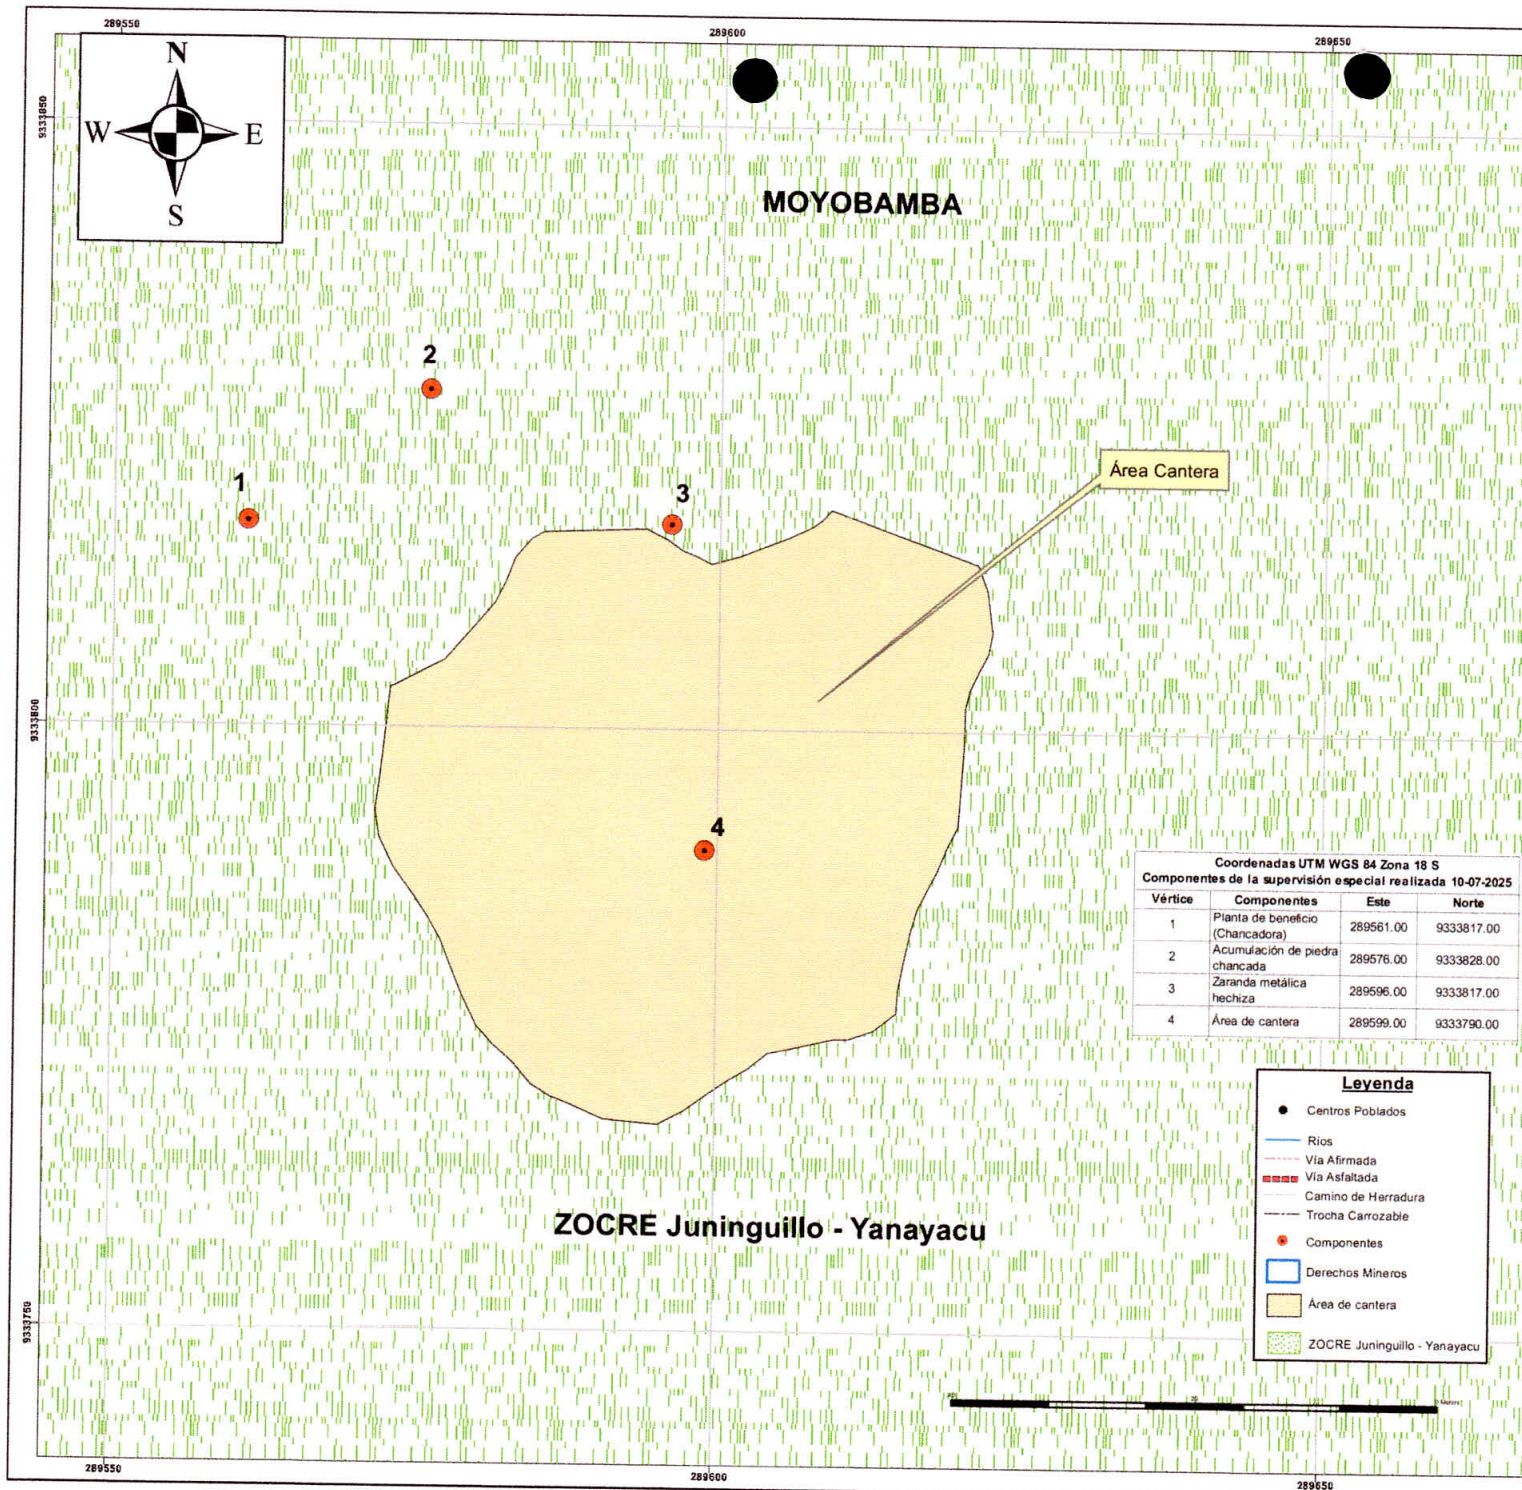 289550
289600
289650
N
W E
S
9333850
MOYOBAMBA
2
1
3
Área Cantera
9333800
4
Coordenadas UTM WGS 84 Zona 18 S
Componentes de la supervisión especial realizada 10-07-2025
Vértice Componentes Este Norte
1 Planta de beneficio (Chancadora) 289561.00 9333817.00
2 Acumulación de piedra chancada 289576.00 9333828.00
3 Zaranda metálica hechiza 289596.00 9333817.00
4 Área de cantera 289599.00 9333790.00
Leyenda
Centros Poblados
Ríos
Vía Afirmada
Vía Asfaltada
Camino de Herradura
Trocha Carrozable
Componentes
Derechos Mineros
Área de cantera
ZOCRE Juninguillo - Yanayacu
ZOCRE Juninguillo - Yanayacu
9333750
289550
289600
289650